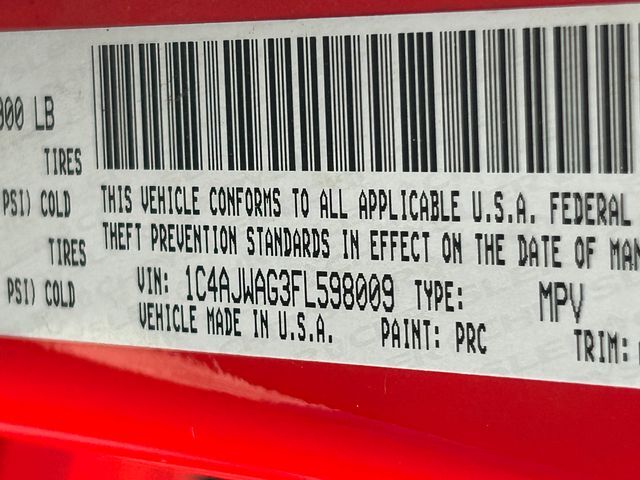 LB
TIRES
PSI) COLD
TIRES
PSI) COLD
THIS VEHICLE CONFORMS TO ALL APPLICABLE U.S.A. FEDERAL
THEFT PREVENTION STANDARDS IN EFFECT ON THE DATE OF MAN
VIN: 1C4AJWAG3FL598009 TYPE: MPV
VEHICLE MADE IN U.S.A. PAINT: PRC TRIM: